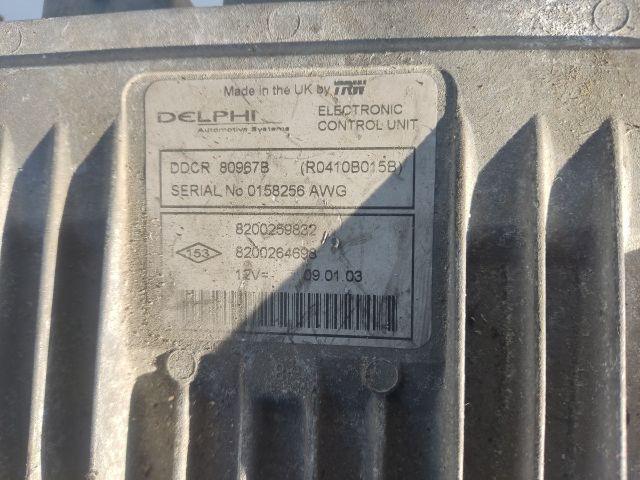 Made in the UK by TRW
DELPHI
Automotive Systems
ELECTRONIC
CONTROL UNIT
DDCR 80967B (R0410B015B)
SERIAL No 0158256 AWG
8200259832
153
8200264698
12V= 09.01.03